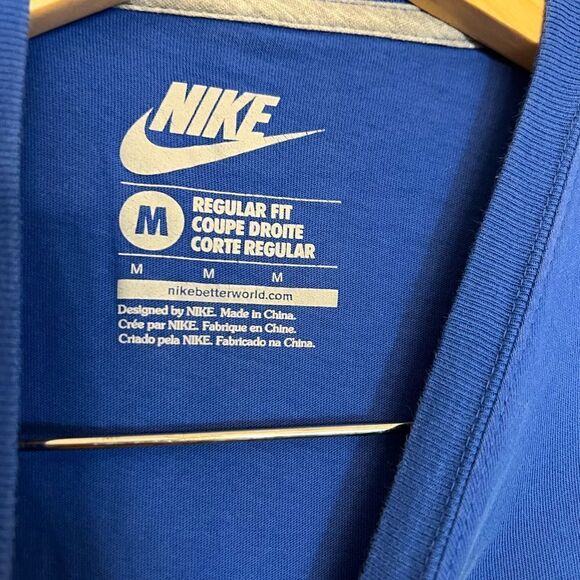 NIKE
M
REGULAR FIT
COUPE DROITE
CORTE REGULAR
M M M
nikebetterworld.com
Designed by NIKE. Made in China.
Crée par NIKE. Fabrique en Chine.
Criado pela NIKE. Fabricado na China.